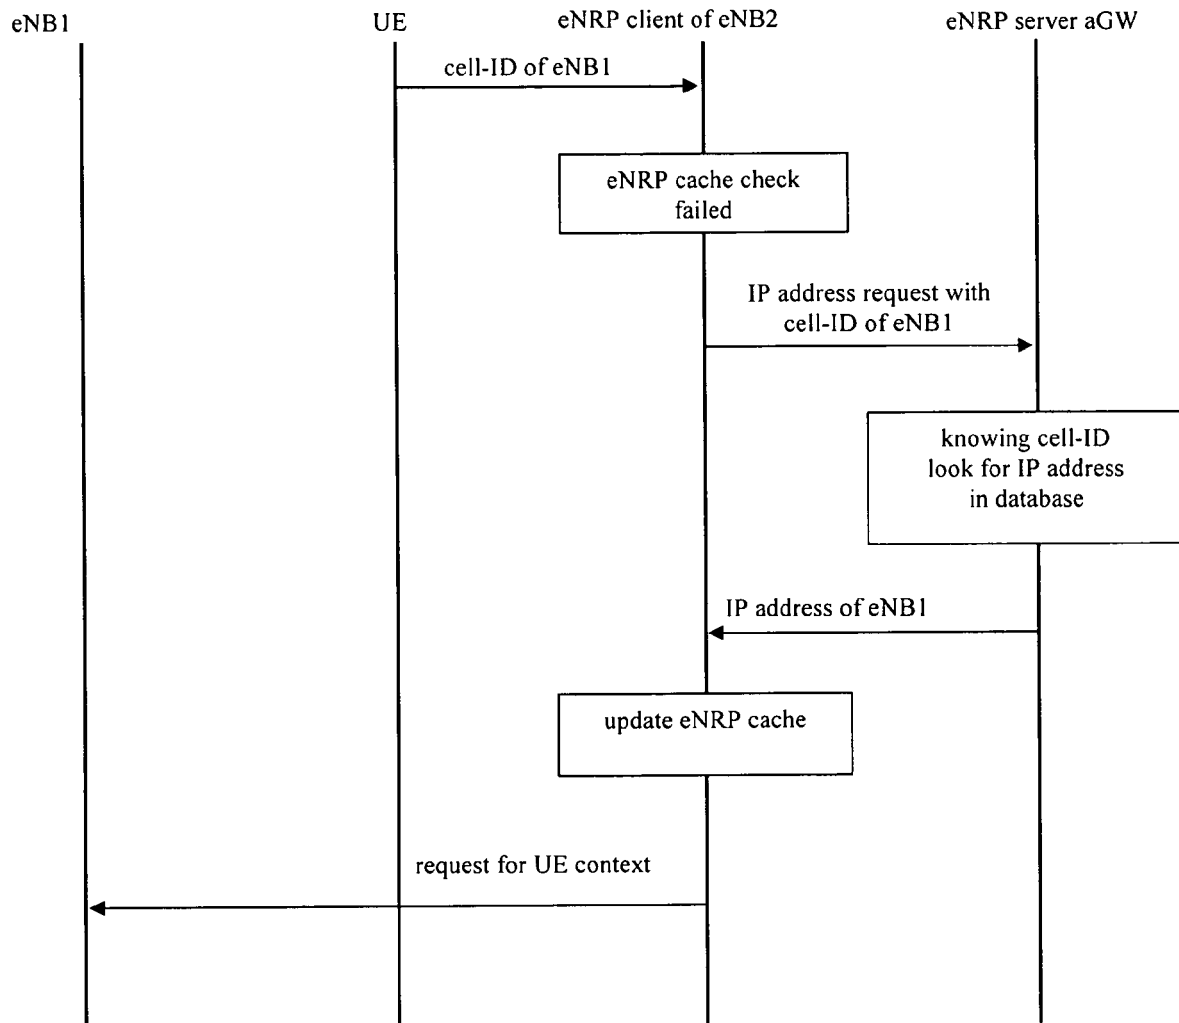 eNB1
UE
eNRP client of eNB2
eNRP server aGW
cell-ID of eNB1
eNRP cache check
failed
IP address request with
cell-ID of eNB1
knowing cell-ID
look for IP address
in database
IP address of eNB1
update eNRP cache
request for UE context